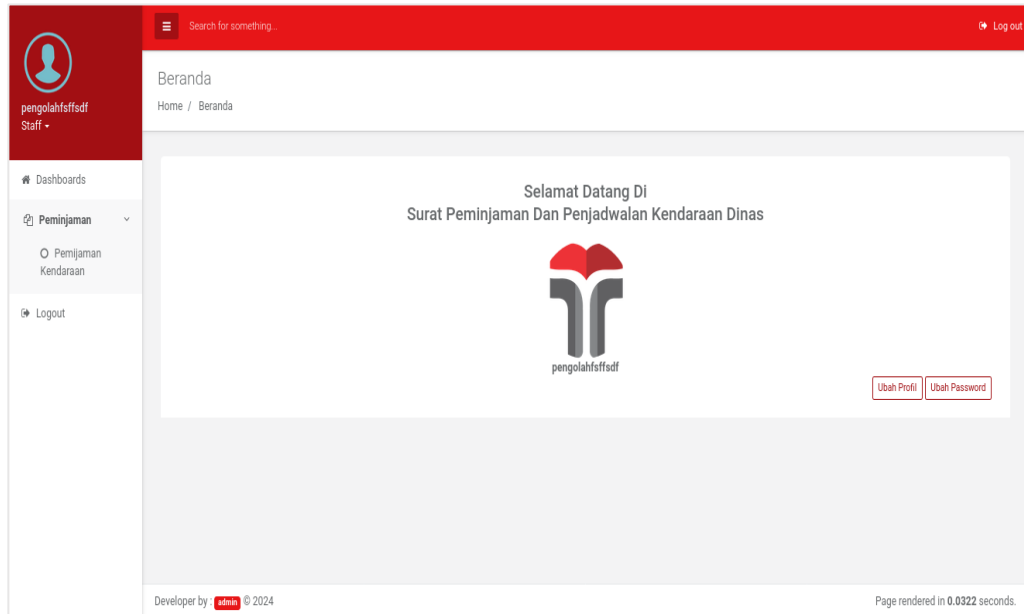 Search for something...
Log out
pengolahfsffsdf
Staff
Beranda
Home / Beranda
Dashboards
Peminjaman
Pemijaman
Kendaraan
Logout
Selamat Datang Di
Surat Peminjaman Dan Penjadwalan Kendaraan Dinas
pengolahfsffsdf
Ubah Profil
Ubah Password
Developer by : admin © 2024
Page rendered in 0.0322 seconds.